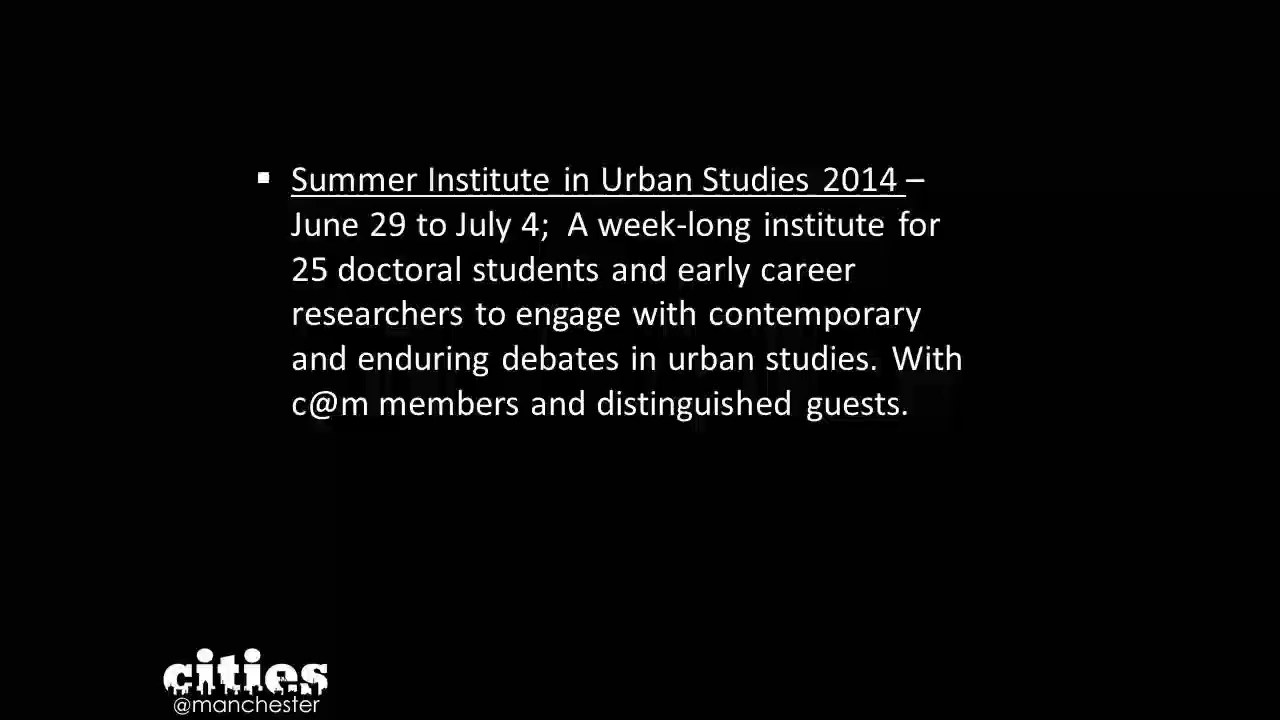 ▪ Summer Institute in Urban Studies 2014 –
June 29 to July 4; A week-long institute for
25 doctoral students and early career
researchers to engage with contemporary
and enduring debates in urban studies. With
c@m members and distinguished guests.
cities
@manchester